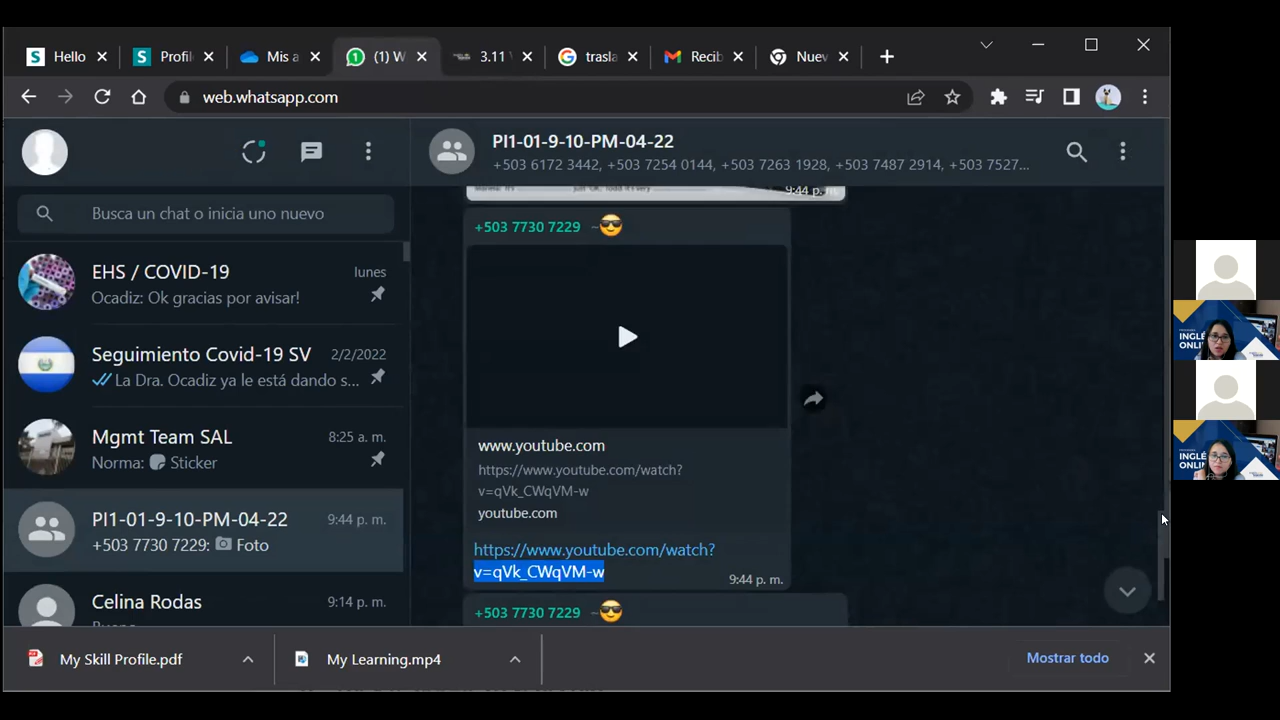 Hello
Profile
Mis a
(1) W
3.11
trasla
Recib
Nuev
web.whatsapp.com
PI1-01-9-10-PM-04-22
+503 6172 3442, +503 7254 0144, +503 7263 1928, +503 7487 2914, +503 7527...
Busca un chat o inicia uno nuevo
EHS / COVID-19
lunes
Ocadiz: Ok gracias por avisar!
Seguimiento Covid-19 SV
2/2/2022
La Dra. Ocadiz ya le está dando s...
Mgmt Team SAL
8:25 a. m.
Norma: Sticker
PI1-01-9-10-PM-04-22
9:44 p. m.
+503 7730 7229: Foto
Celina Rodas
9:14 p. m.
9:44 p. m.
+503 7730 7229 ~😎
www.youtube.com
https://www.youtube.com/watch?
v=qVk_CWqVM-w
youtube.com
https://www.youtube.com/watch?
v=qVk_CWqVM-w
9:44 p. m.
+503 7730 7229 ~😎
My Skill Profile.pdf
My Learning.mp4
Mostrar todo
INGLÉS
ONLINE
INGLÉ
ONLINE